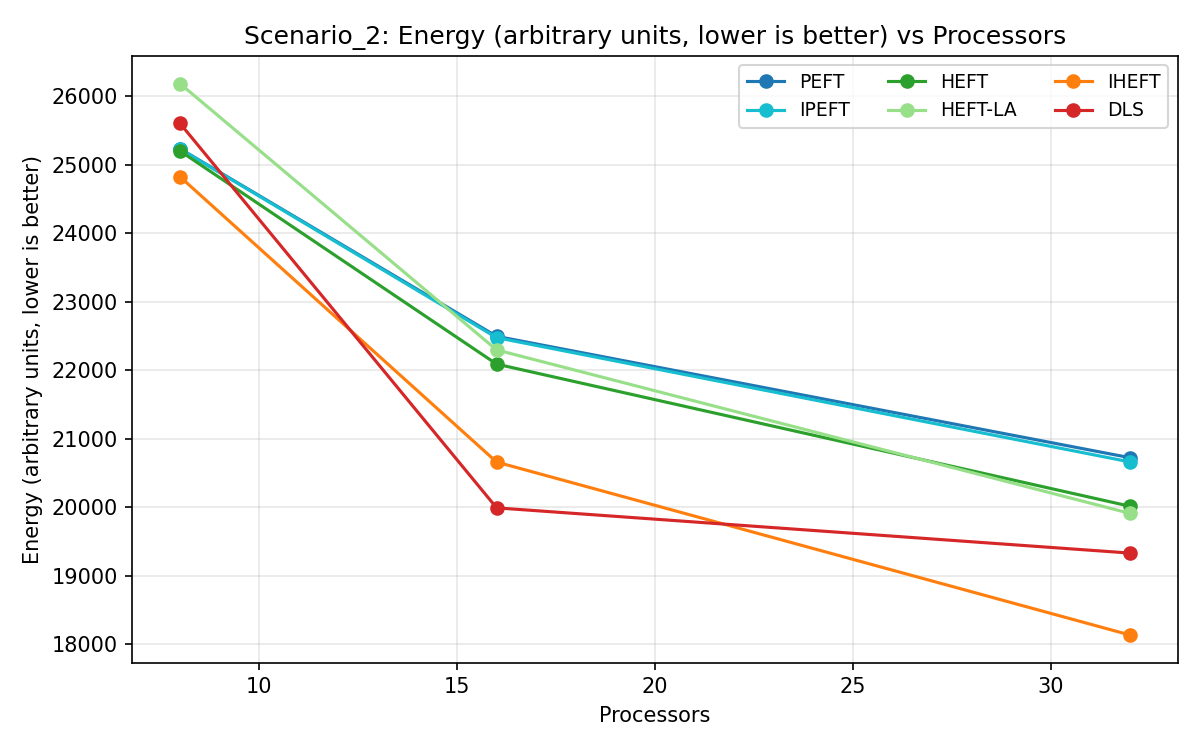 Scenario_2: Energy (arbitrary units, lower is better) vs Processors
PEFT HEFT IHEFT
IPEFT HEFT-LA DLS
Energy (arbitrary units, lower is better)
26000
25000
24000
23000
22000
21000
20000
19000
18000
10 15 20 25 30
Processors